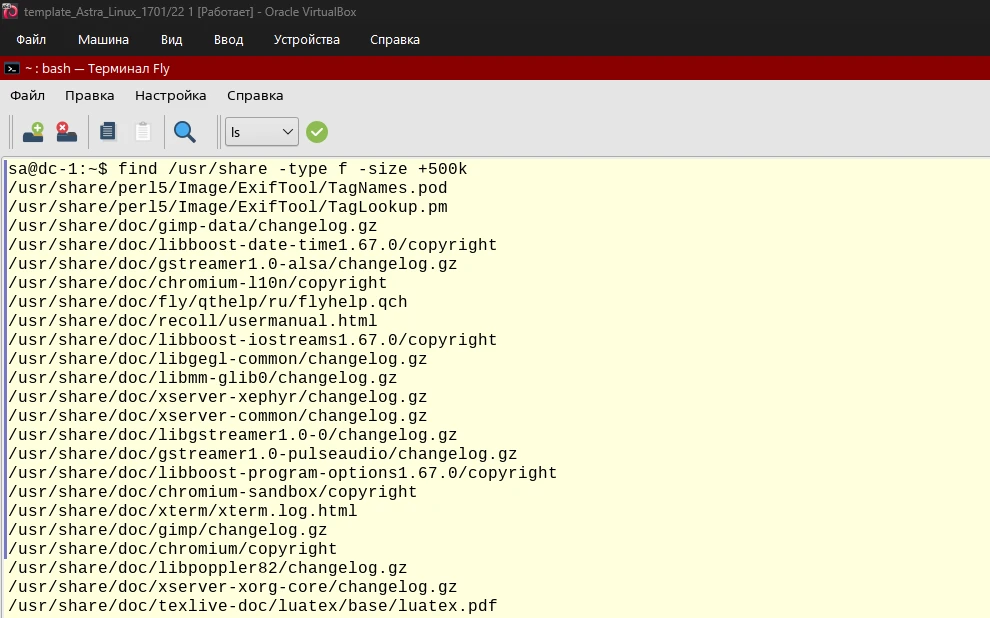 template_Astra_Linux_1701/22 1 [Работает] - Oracle VirtualBox
Файл Машина Вид Ввод Устройства Справка
~ : bash — Терминал Fly
Файл Правка Настройка Справка
ls
sa@dc-1:~$ find /usr/share -type f -size +500k
/usr/share/perl5/Image/ExifTool/TagNames.pod
/usr/share/perl5/Image/ExifTool/TagLookup.pm
/usr/share/doc/gimp-data/changelog.gz
/usr/share/doc/libboost-date-time1.67.0/copyright
/usr/share/doc/gstreamer1.0-alsa/changelog.gz
/usr/share/doc/chromium-l10n/copyright
/usr/share/doc/fly/qthelp/ru/flyhelp.qch
/usr/share/doc/recoll/usermanual.html
/usr/share/doc/libboost-iostreams1.67.0/copyright
/usr/share/doc/libgegl-common/changelog.gz
/usr/share/doc/libmm-glib0/changelog.gz
/usr/share/doc/xserver-xephyr/changelog.gz
/usr/share/doc/xserver-common/changelog.gz
/usr/share/doc/libgstreamer1.0-0/changelog.gz
/usr/share/doc/gstreamer1.0-pulseaudio/changelog.gz
/usr/share/doc/libboost-program-options1.67.0/copyright
/usr/share/doc/chromium-sandbox/copyright
/usr/share/doc/xterm/xterm.log.html
/usr/share/doc/gimp/changelog.gz
/usr/share/doc/chromium/copyright
/usr/share/doc/libpoppler82/changelog.gz
/usr/share/doc/xserver-xorg-core/changelog.gz
/usr/share/doc/texlive-doc/luatex/base/luatex.pdf